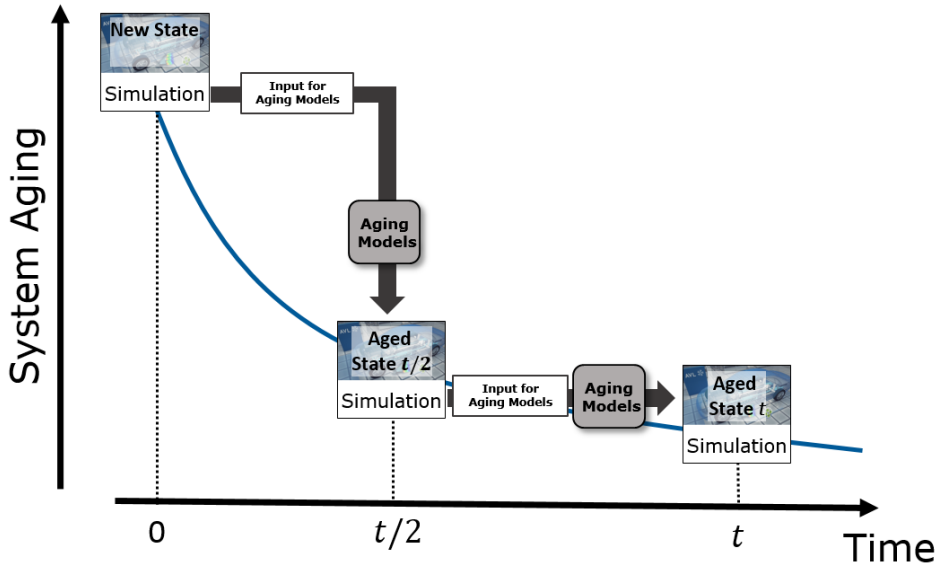 System Aging
New State
Simulation
Input for
Aging Models
Aging
Models
Aged
State t/2
Simulation
Input for
Aging Models
Aging
Models
Aged
State t
Simulation
0
t/2
t
Time